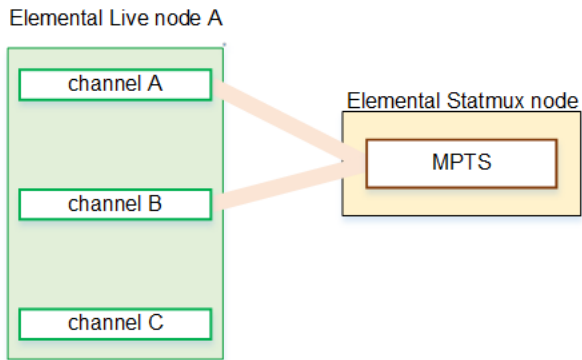 Elemental Live node A
channel A
Elemental Statmux node
MPTS
channel B
channel C